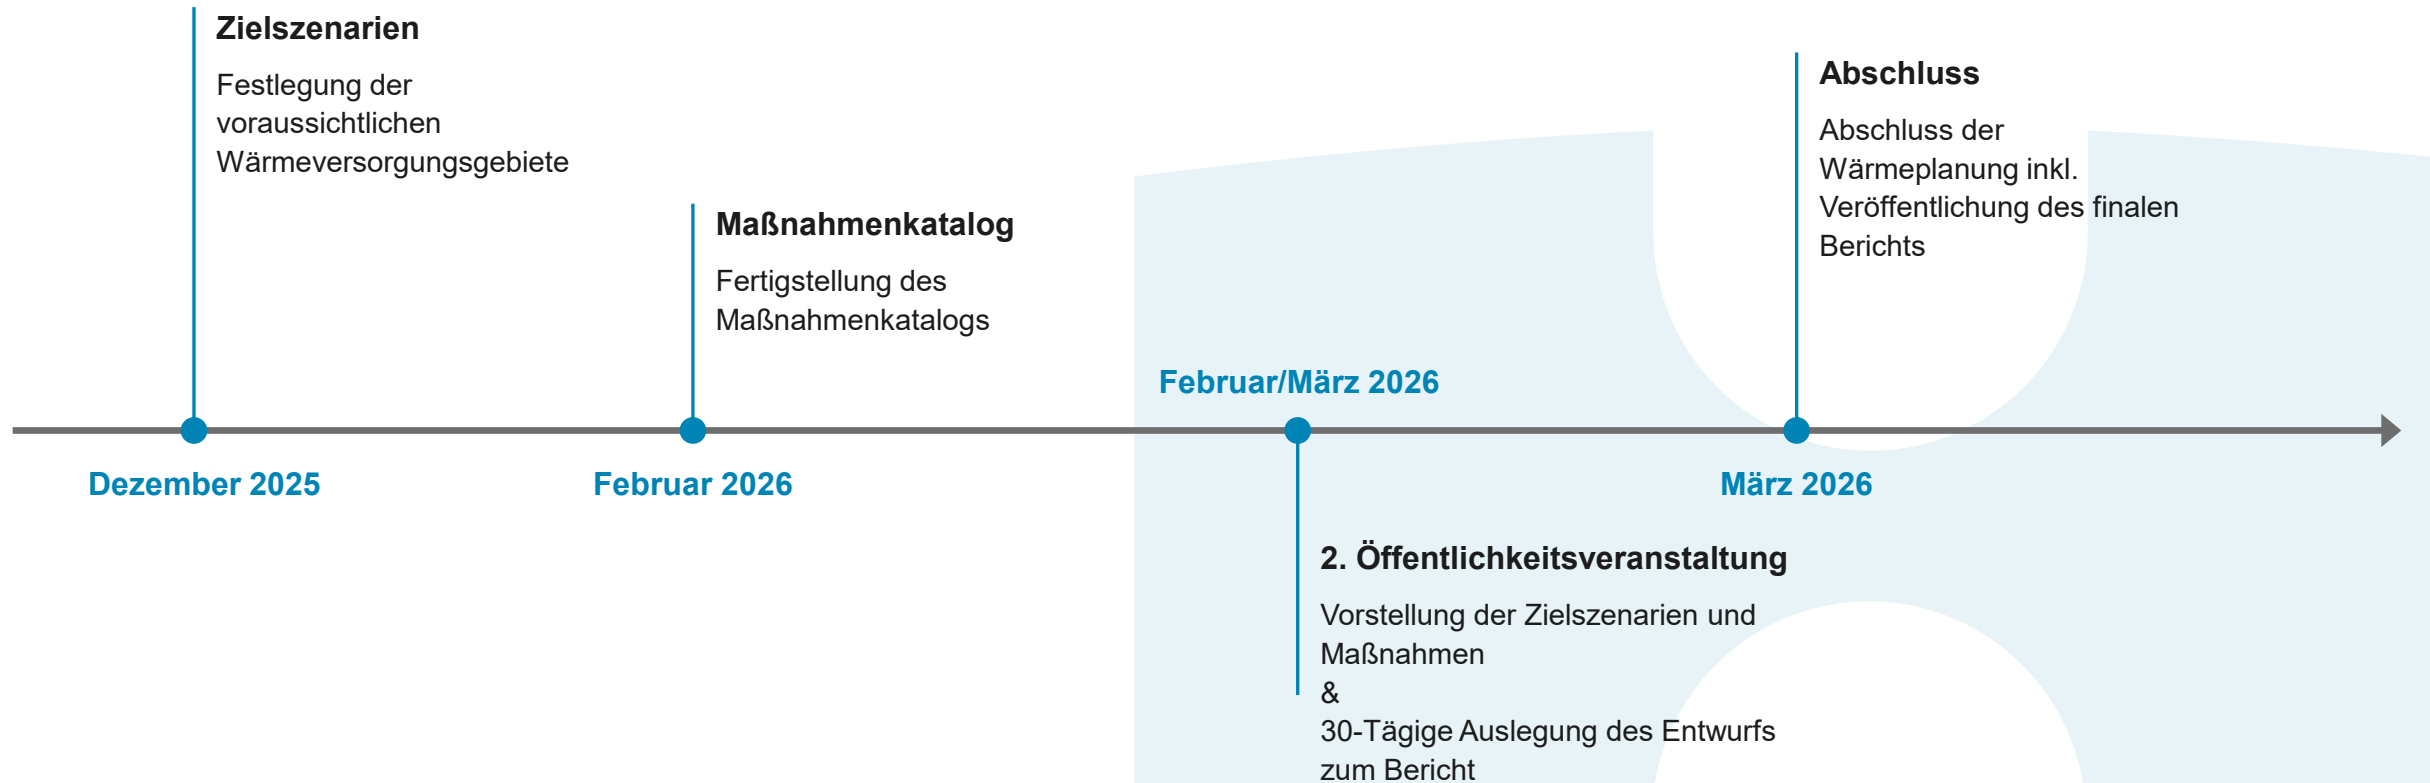 Zielszenarien
Festlegung der
voraussichtlichen
Wärmeversorgungsgebiete
Dezember 2025
Maßnahmenkatalog
Fertigstellung des
Maßnahmenkatalogs
Februar 2026
Februar/März 2026
2. Öffentlichkeitsveranstaltung
Vorstellung der Zielszenarien und
Maßnahmen
&
30-Tägige Auslegung des Entwurfs
zum Bericht
Abschluss
Abschluss der
Wärmeplanung inkl.
Veröffentlichung des finalen
Berichts
März 2026